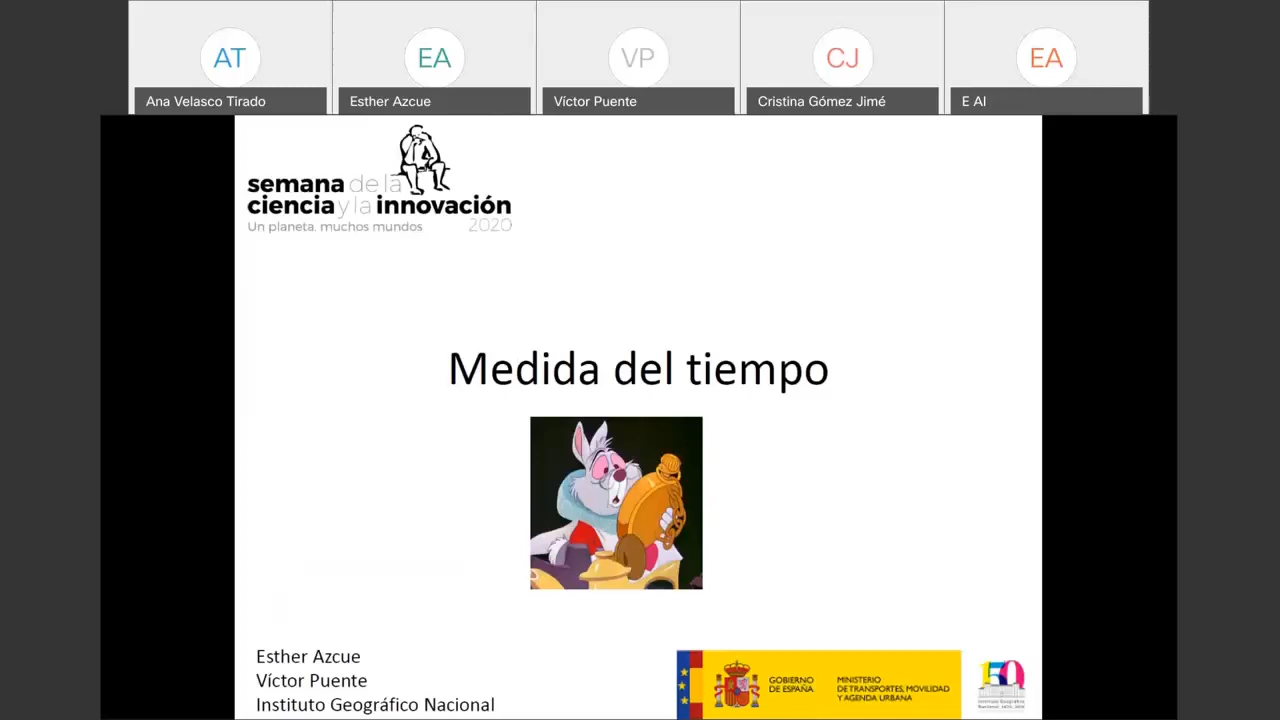 AT
EA
VP
CJ
EA
Ana Velasco Tirado
Esther Azcue
Víctor Puente
Cristina Gómez Jimé
E Al
semana de la
ciencia y la innovación
Un planeta, muchos mundos
2020
Medida del tiempo
Esther Azcue
Víctor Puente
Instituto Geográfico Nacional
GOBIERNO
DE ESPAÑA
MINISTERIO
DE TRANSPORTES, MOVILIDAD
Y AGENDA URBANA
150
Instituto Geográfico